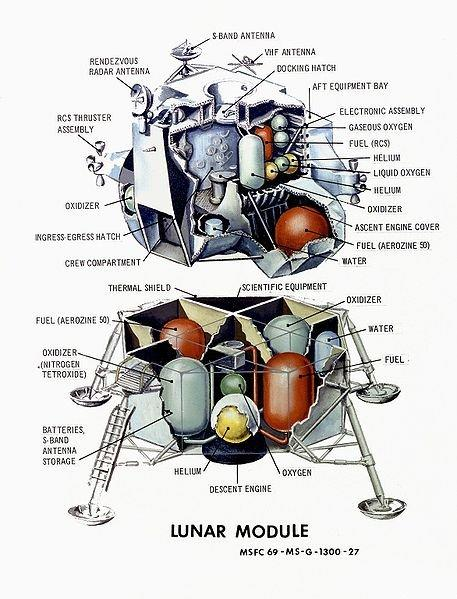 S-BAND ANTENNA
VHF ANTENNA
RENDEZVOUS
RADAR ANTENNA
DOCKING HATCH
AFT EQUIPMENT BAY
RCS THRUSTER
ASSEMBLY
ELECTRONIC ASSEMBLY
GASEOUS OXYGEN
FUEL (RCS)
HELIUM
LIQUID OXYGEN
HELIUM
OXIDIZER
OXIDIZER
INGRESS-EGRESS HATCH
ASCENT ENGINE COVER
FUEL (AEROZINE 50)
CREW COMPARTMENT
WATER
THERMAL SHIELD
SCIENTIFIC EQUIPMENT
OXIDIZER
FUEL (AEROZINE 50)
WATER
OXIDIZER
(NITROGEN
TETROXIDE)
FUEL
BATTERIES,
S-BAND
ANTENNA
STORAGE
HELIUM
OXYGEN
DESCENT ENGINE
LUNAR MODULE
MSFC 69-MS-G-1300-27